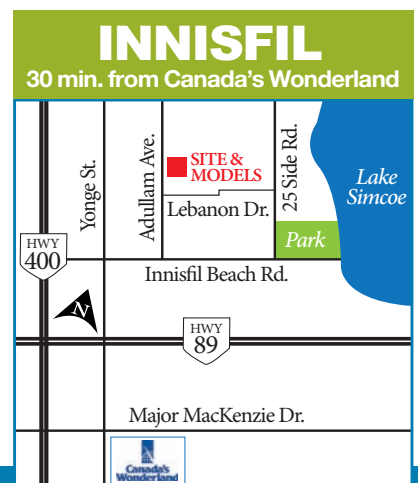 INNISFIL
30 min. from Canada's Wonderland
Yonge St.
Adullam Ave.
SITE &
MODELS
Lebanon Dr.
25 Side Rd.
Lake
Simcoe
Park
HWY
400
Innisfil Beach Rd.
N
HWY
89
Major MacKenzie Dr.
Canada's
Wonderland